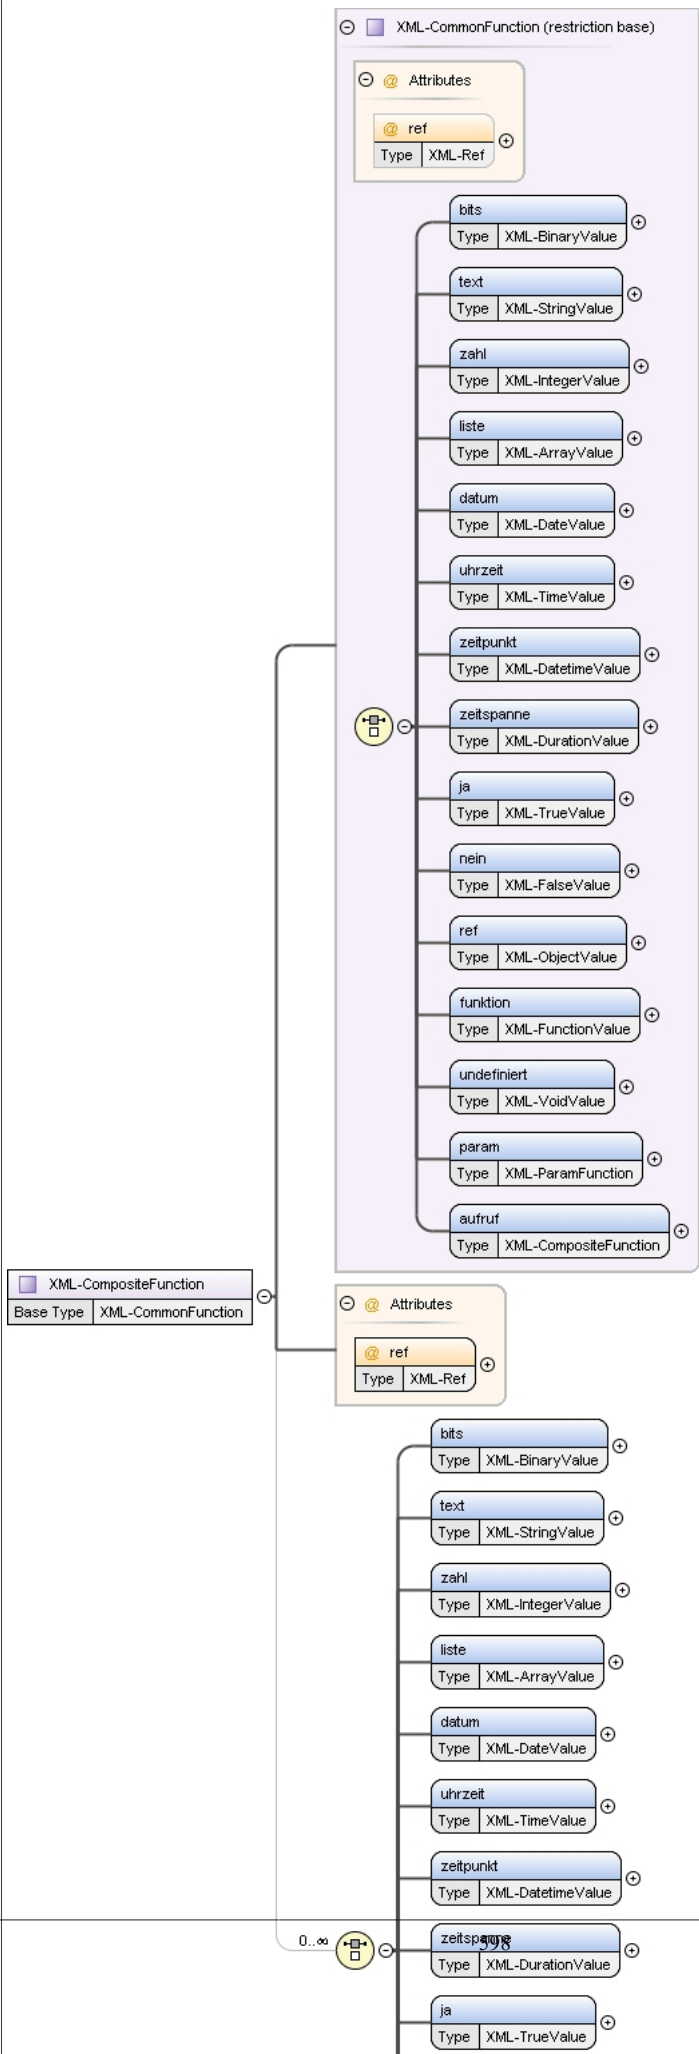 XML-CommonFunction (restriction base)
@ Attributes
@ ref
Type XML-Ref
bits
Type XML-BinaryValue
text
Type XML-StringValue
zahl
Type XML-IntegerValue
liste
Type XML-ArrayValue
datum
Type XML-DateValue
uhrzeit
Type XML-TimeValue
zeitpunkt
Type XML-DatetimeValue
zeitspanne
Type XML-DurationValue
ja
Type XML-TrueValue
nein
Type XML-FalseValue
ref
Type XML-ObjectValue
funktion
Type XML-FunctionValue
undefiniert
Type XML-VoidValue
param
Type XML-ParamFunction
aufruf
Type XML-CompositeFunction
XML-CompositeFunction
Base Type XML-CommonFunction
@ Attributes
@ ref
Type XML-Ref
bits
Type XML-BinaryValue
text
Type XML-StringValue
zahl
Type XML-IntegerValue
liste
Type XML-ArrayValue
datum
Type XML-DateValue
uhrzeit
Type XML-TimeValue
zeitpunkt
Type XML-DatetimeValue
0..∞
zeitspanne
598
Type XML-DurationValue
ja
Type XML-TrueValue